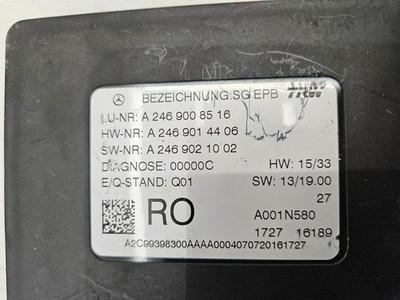 BEZEICHNUNG:SG EPB TRW
LU-NR: A 246 900 85 16
HW-NR: A 246 901 44 06
SW-NR: A 246 902 10 02
DIAGNOSE: 00000C HW: 15/33
E/Q-STAND: Q01 SW: 13/19.00
27
RO A001N580
1727 16189
A2C99398300AAAA0004070720161727